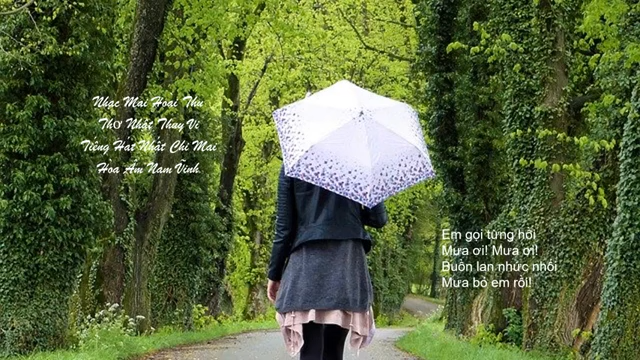 Nhạc Mai Hoài Thu
Thơ Nhật Thụy Vi
Tiếng Hát Nhật Chi Mai
Hoà Âm Nam Vinh
Em gọi từng hồi
Mưa ơi! Mưa ơi!
Buồn lan nhức nhối
Mưa bỏ em rồi!